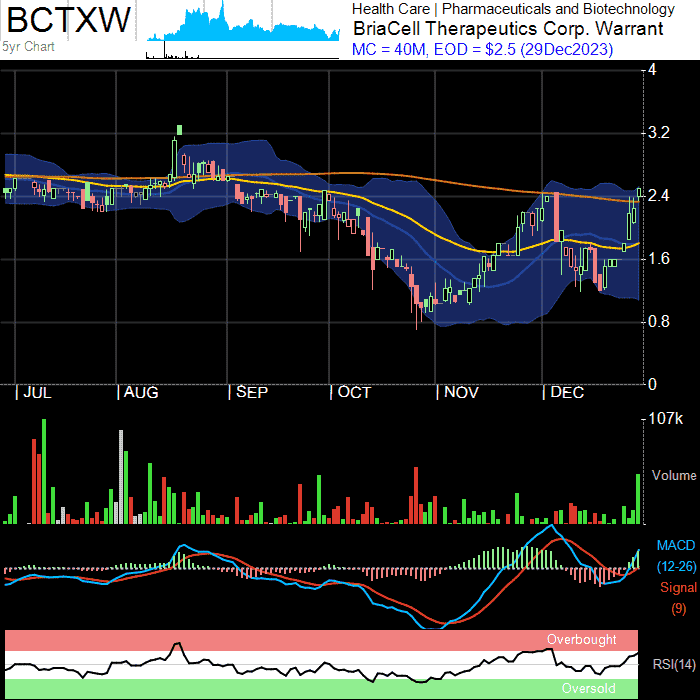 BCTXW
5yr Chart
Health Care | Pharmaceuticals and Biotechnology
BriaCell Therapeutics Corp. Warrant
MC = 40M, EOD = $2.5 (29Dec2023)
4
3.2
2.4
1.6
0.8
0
| JUL | AUG | SEP | OCT | NOV | DEC
107k
Volume
MACD
(12-26)
Signal
(9)
Overbought
RSI(14)
Oversold